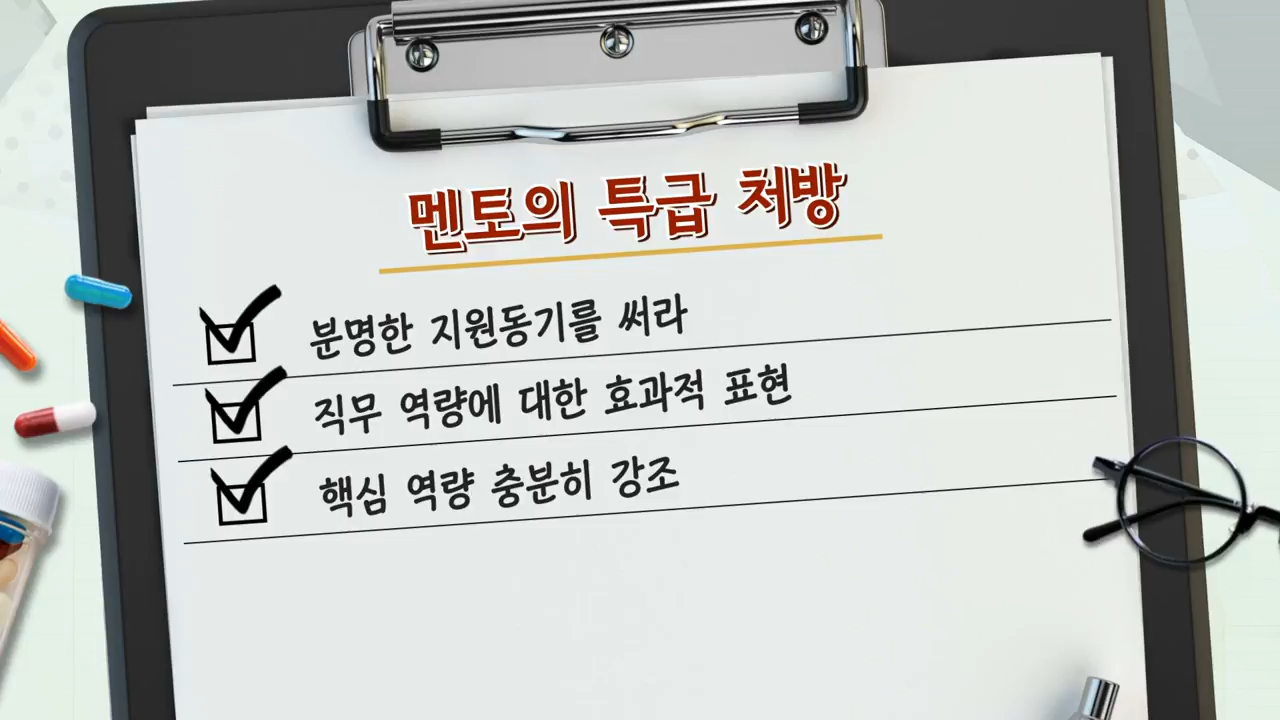 멘토의 특급 처방
분명한 지원동기를 써라
직무 역량에 대한 효과적 표현
핵심 역량 충분히 강조